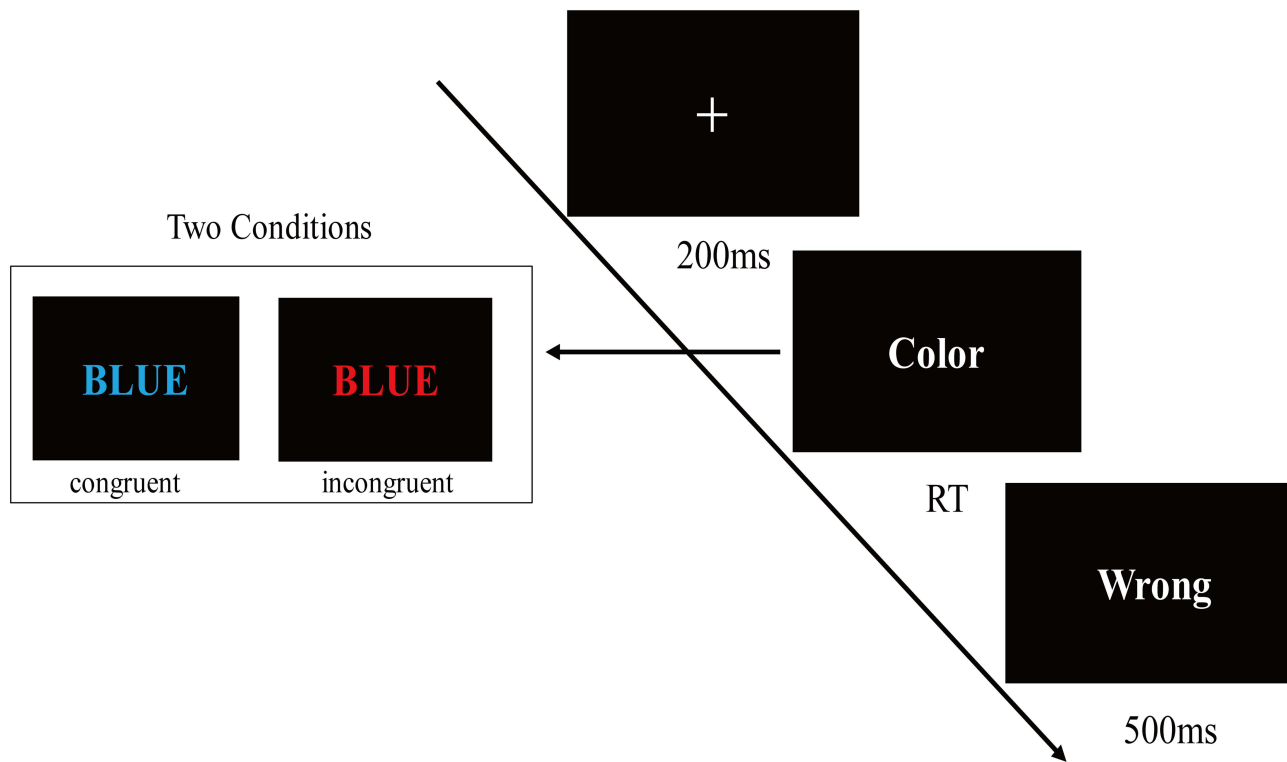 +
200ms
Two Conditions
BLUE
congruent
BLUE
incongruent
Color
RT
Wrong
500ms